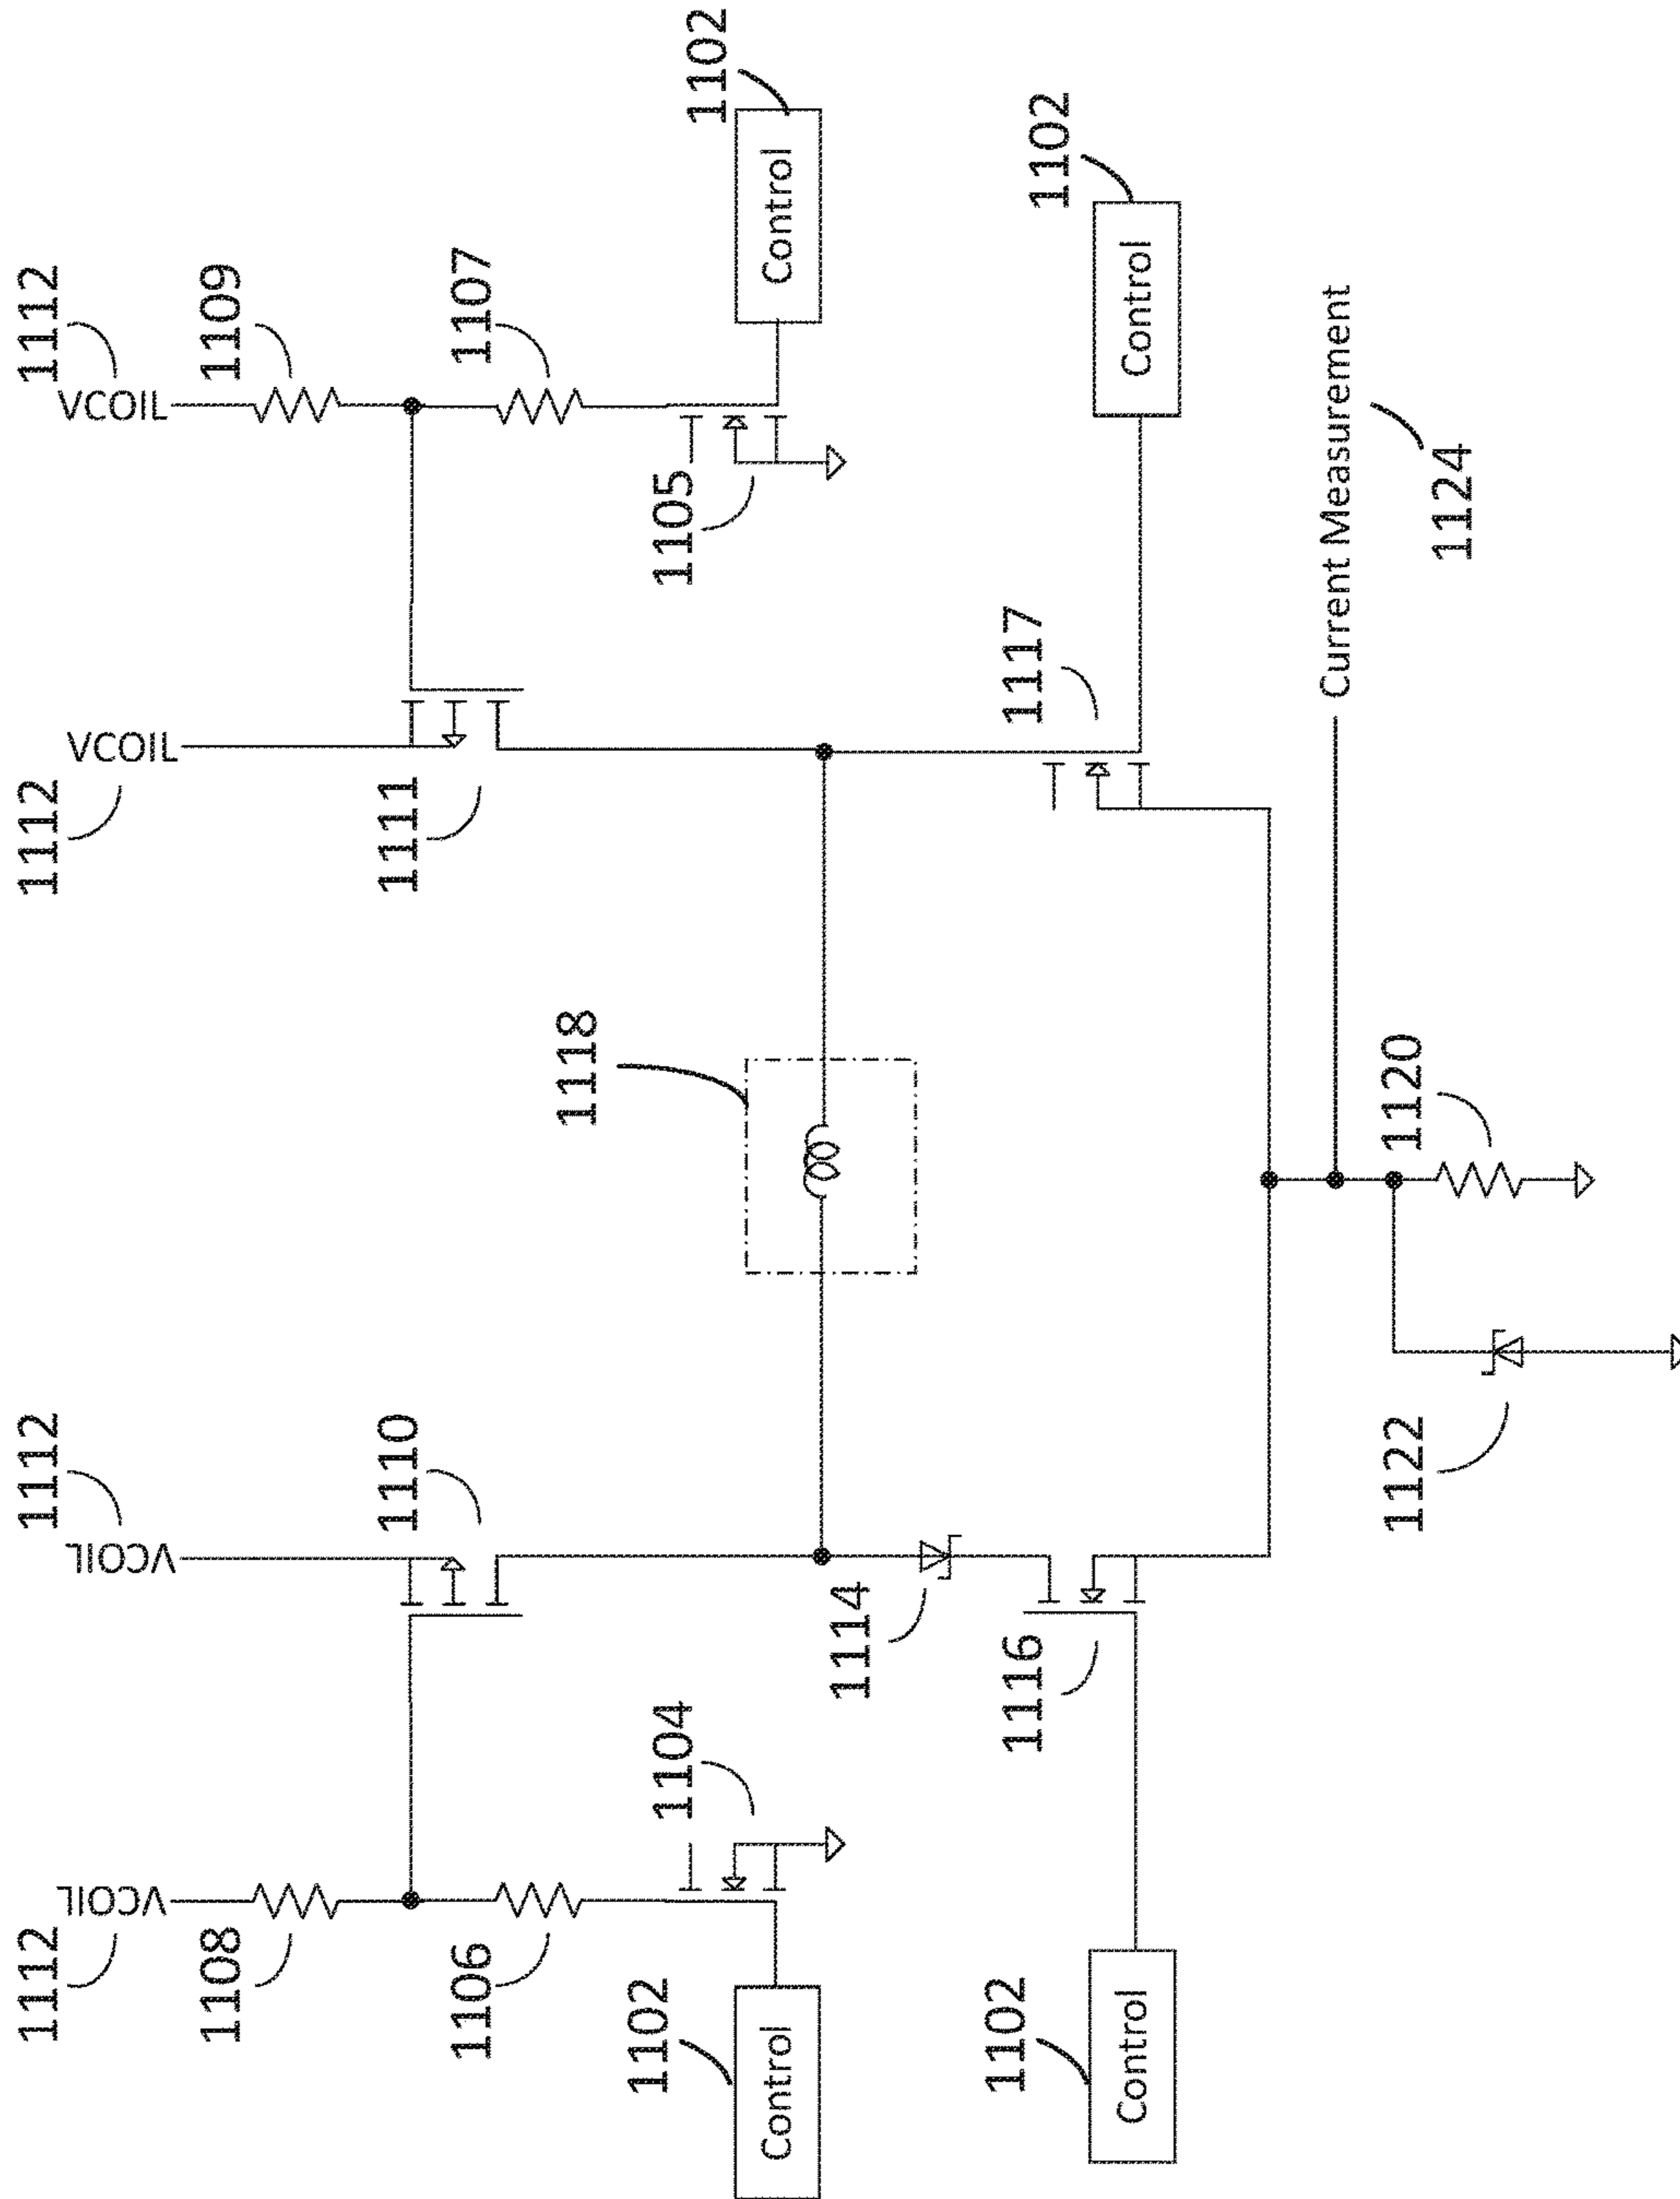 1112
1112
1112
1112
VCOIL
VCOIL
VCOIL
VCOIL
1108
1109
1110
1111
1106
1107
1118
1102
1104
1105
1102
Control
Control
1114
1102
1116
1117
1102
Control
Control
Current Measurement
1122
1120
1124